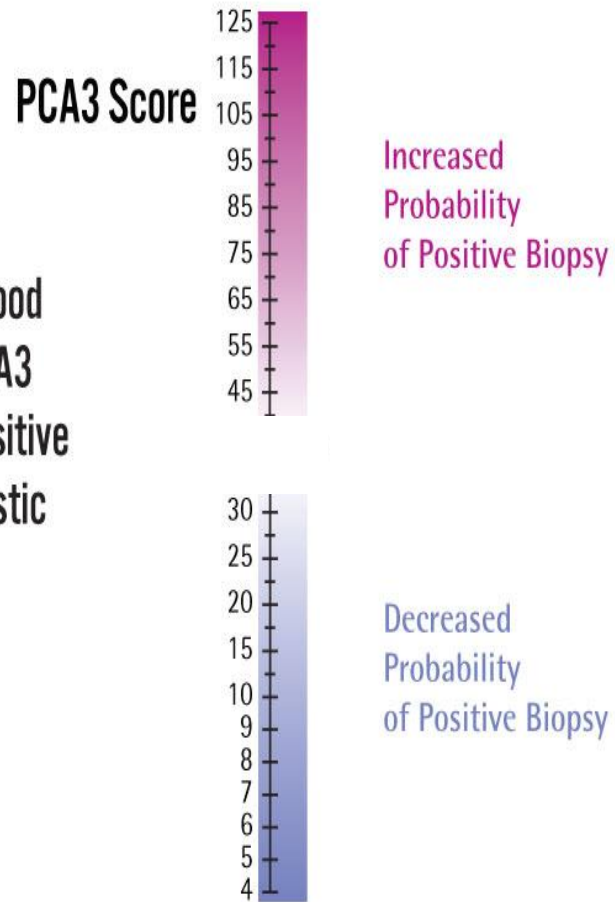 125
115
PCA3 Score
105
95
Increased
Probability
of Positive Biopsy
85
75
65
55
45
ood
A3
sitive
stic
30
25
20
15
10
9
8
7
6
5
4
Decreased
Probability
of Positive Biopsy